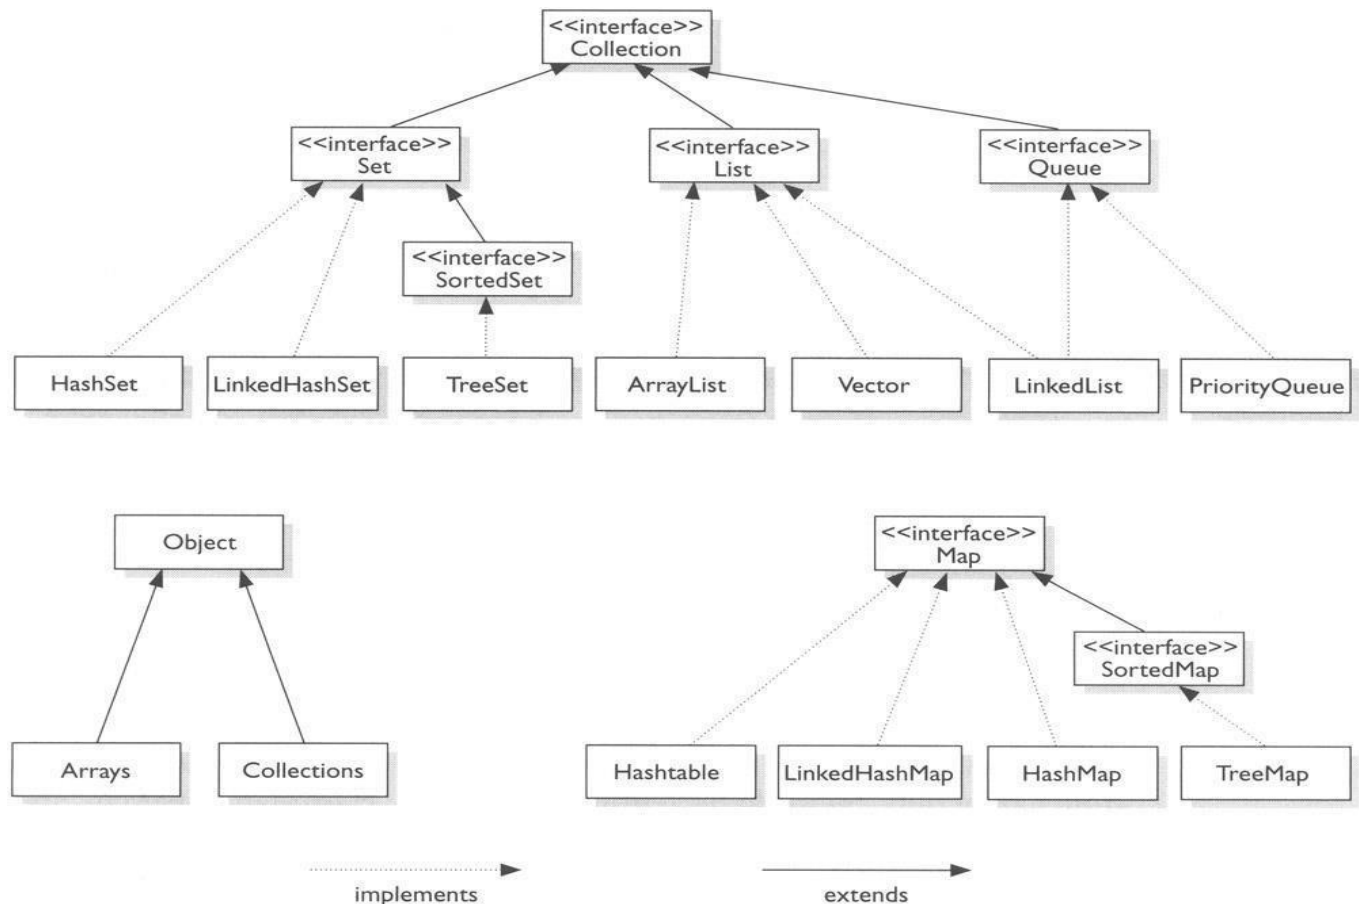 <<interface>>
Collection
<<interface>>
Set
<<interface>>
List
<<interface>>
Queue
<<interface>>
SortedSet
HashSet
LinkedHashSet
TreeSet
ArrayList
Vector
LinkedList
PriorityQueue
Object
<<interface>>
Map
<<interface>>
SortedMap
Arrays
Collections
Hashtable
LinkedHashMap
HashMap
TreeMap
implements
extends